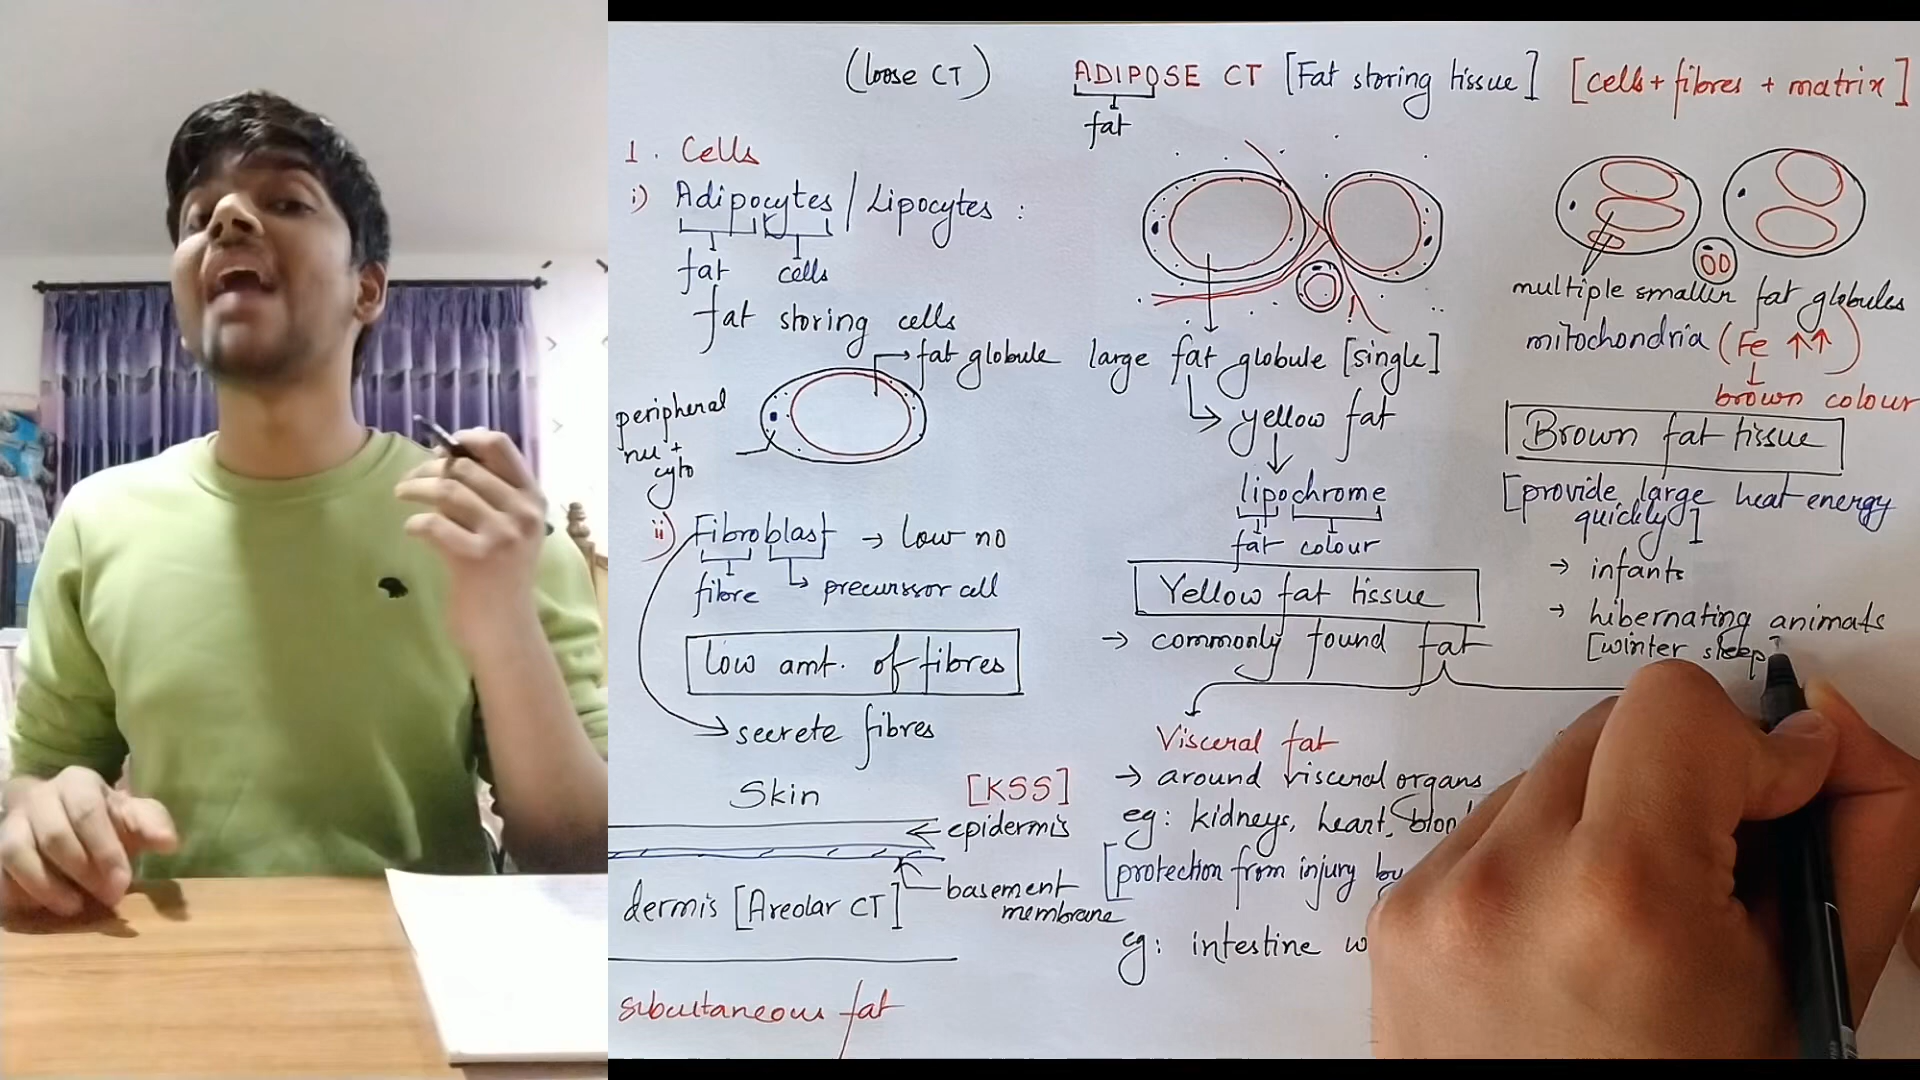 (loose CT) ADIPOSE CT [Fat storing tissue] [cells + fibres + matrix]
fat
1. Cells
i) Adipocytes / Lipocytes :
fat cells
fat storing cells
fat globule
peripheral
nu +
cyto
ii) Fibroblast → low no
fibre precurssor cell
low amt. of fibres
secrete fibres
Skin [KSS]
epidermis
basement
membrane
dermis [Areolar CT]
subcutaneous fat
large fat globule [single]
yellow fat
lipochrome
fat colour
Yellow fat tissue
→ commonly found fat
Visceral fat
→ around visceral organs
eg: kidneys, heart,
[protection from injury by
eg: intestine
multiple smaller fat globules
mitochondria (Fe ↑↑)
brown colour
Brown fat tissue
[provide large heat energy
quickly]
→ infants
→ hibernating animals
[winter sleep]